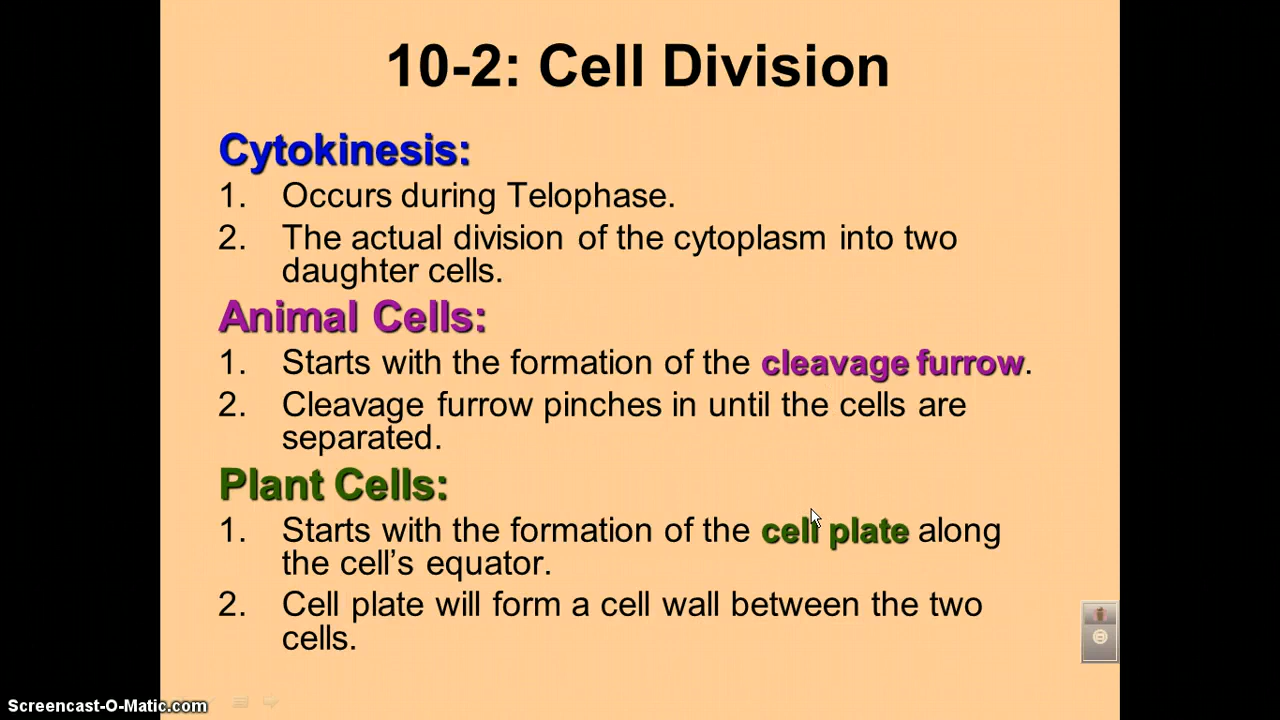 10-2: Cell Division
Cytokinesis:
1. Occurs during Telophase.
2. The actual division of the cytoplasm into two
daughter cells.
Animal Cells:
1. Starts with the formation of the cleavage furrow.
2. Cleavage furrow pinches in until the cells are
separated.
Plant Cells:
1. Starts with the formation of the cell plate along
the cell’s equator.
2. Cell plate will form a cell wall between the two
cells.
Screencast-O-Matic.com